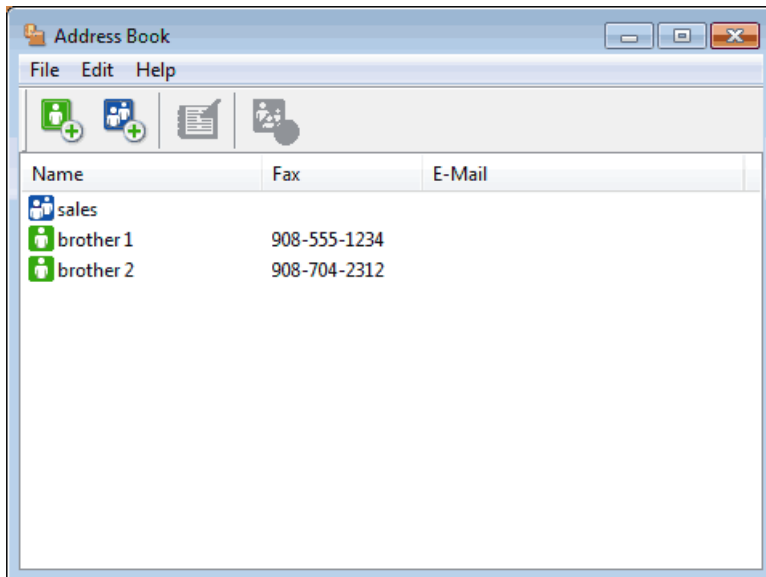 Address Book
File Edit Help
Name Fax E-Mail
sales
brother 1 908-555-1234
brother 2 908-704-2312